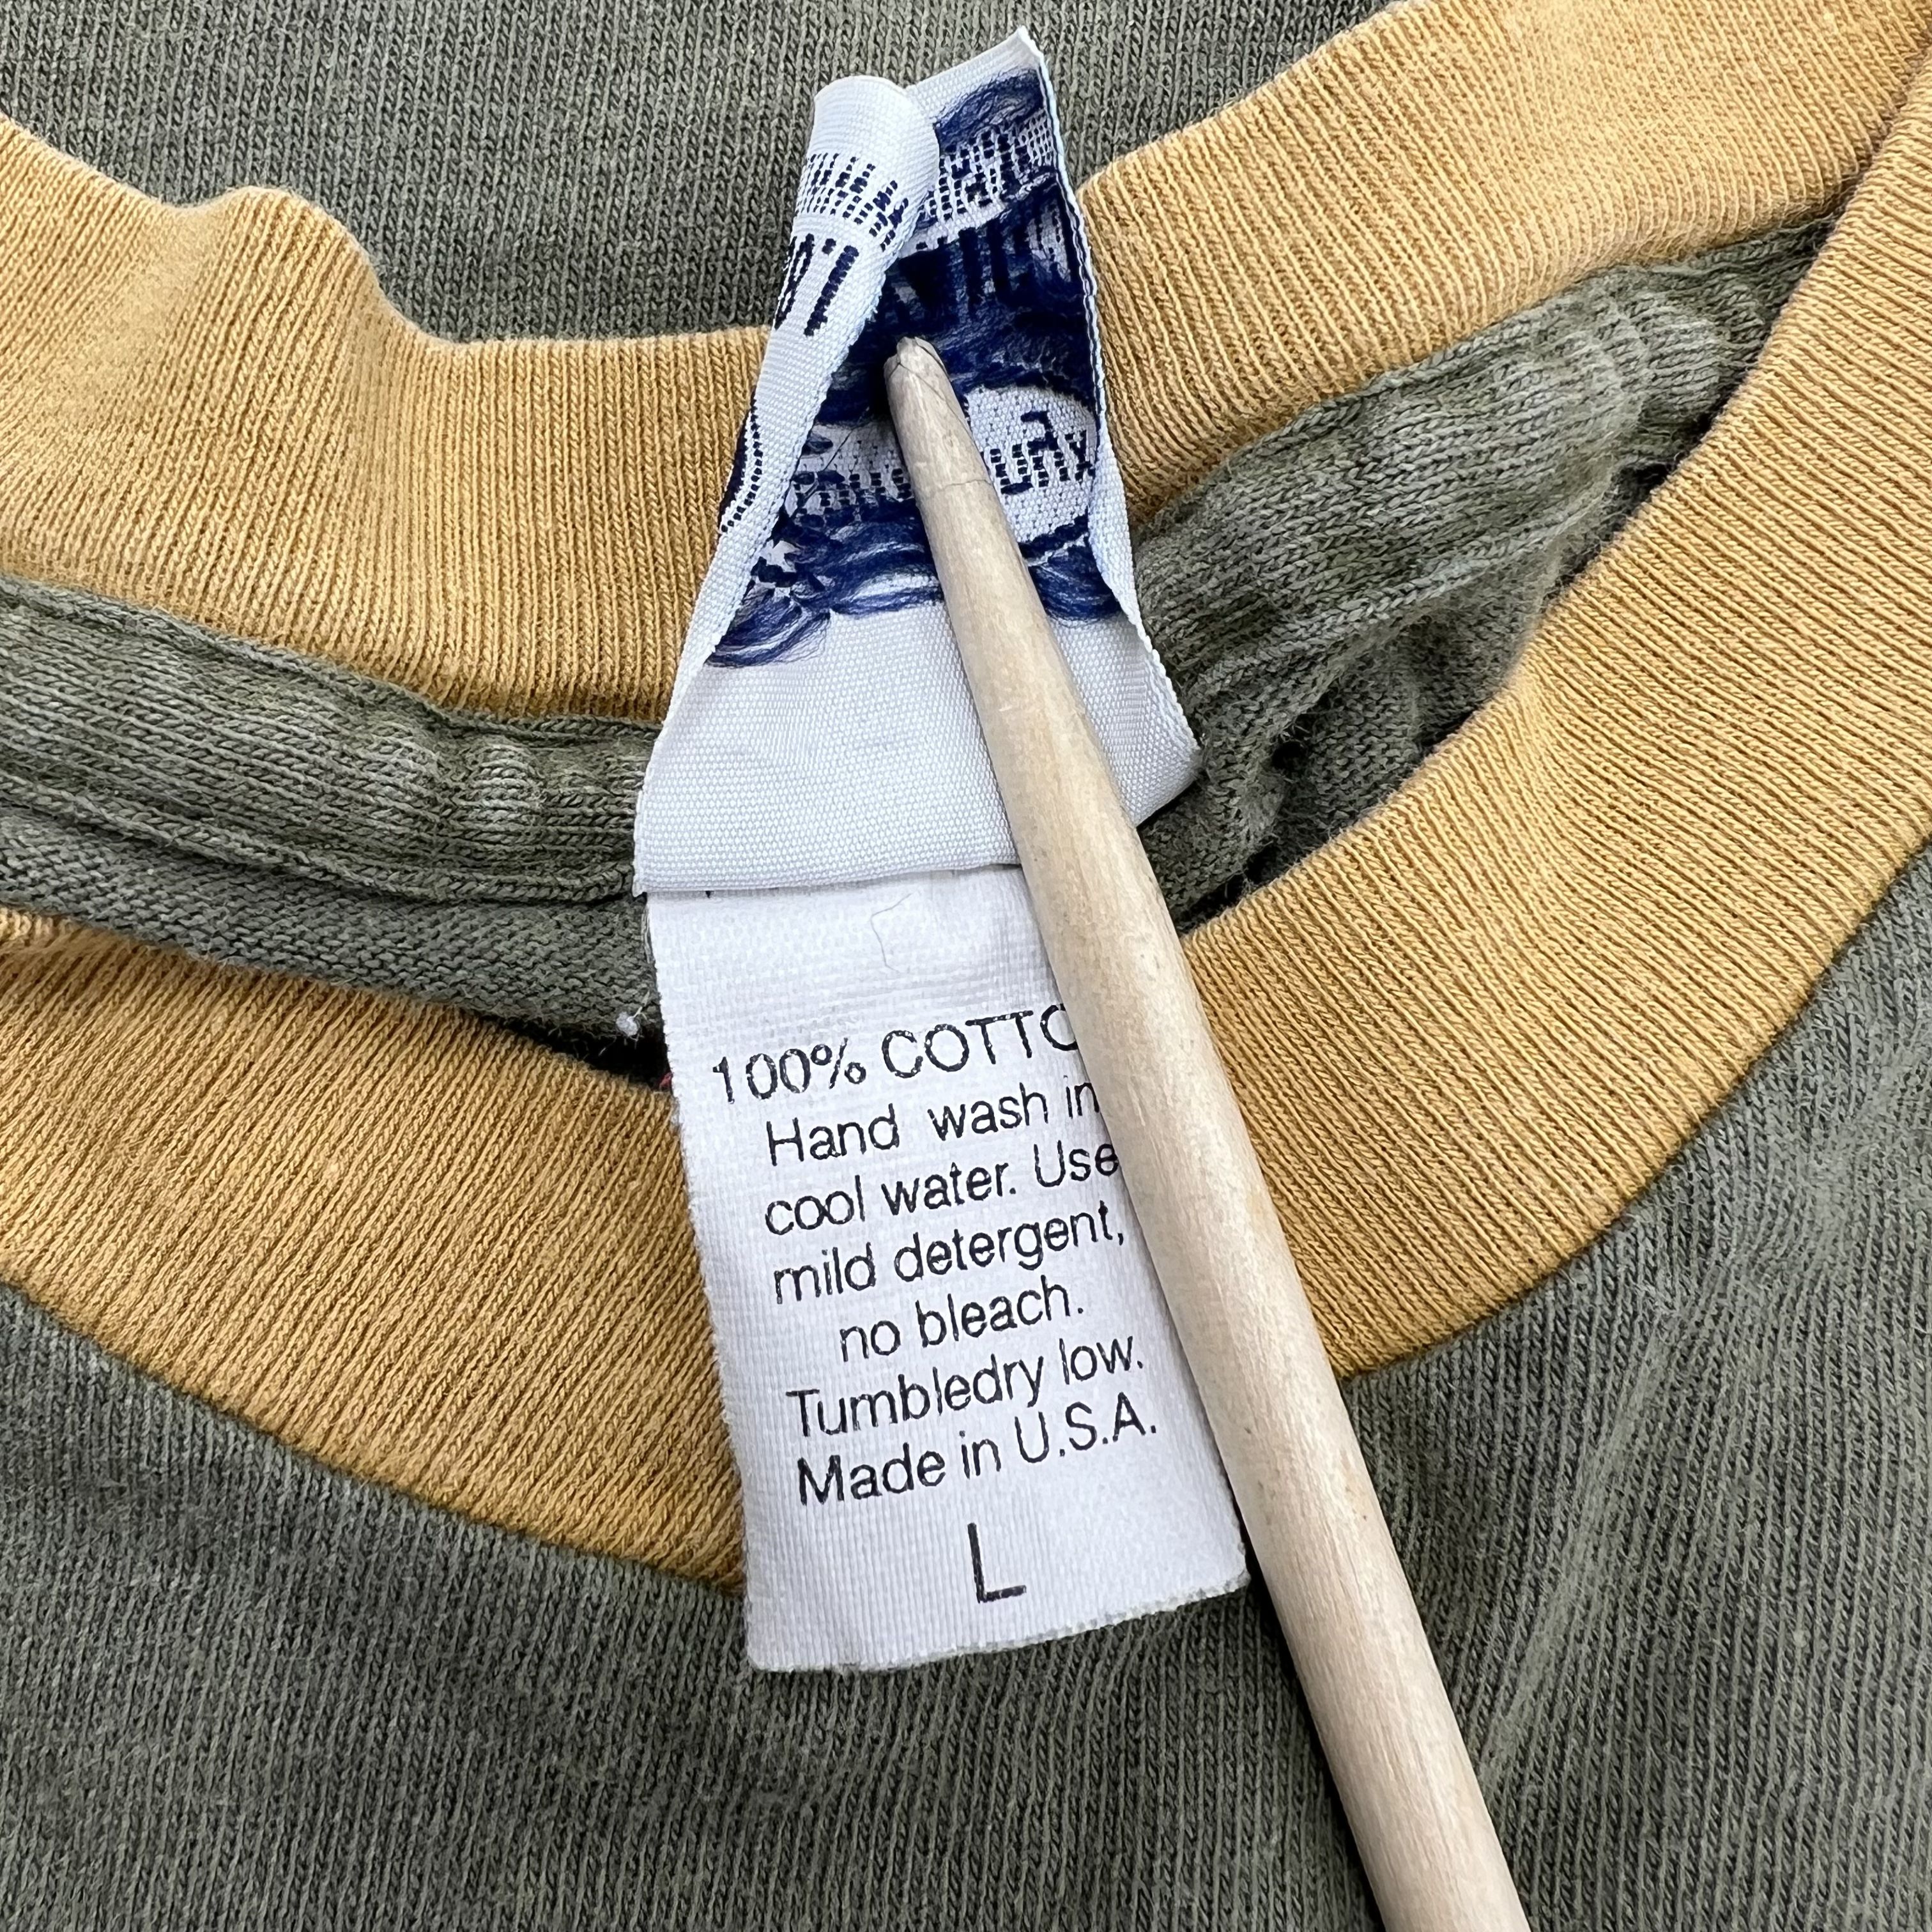 100% COTTO
Hand wash in
cool water. Use
mild detergent,
no bleach.
Tumbledry low.
Made in U.S.A.
L